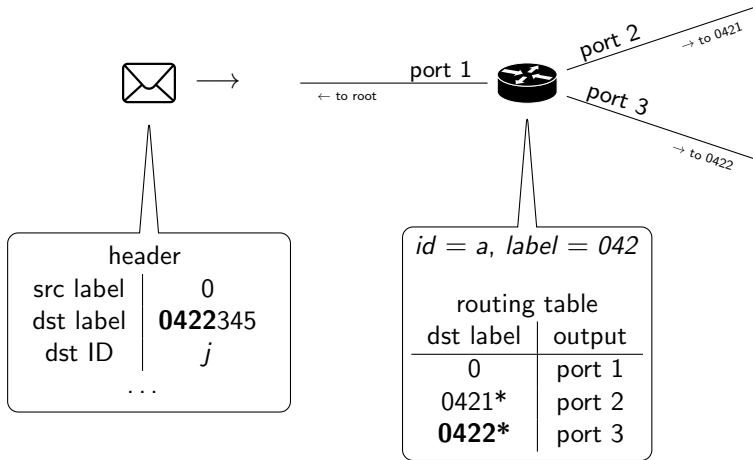 port 1
← to root
port 2
→ to 0421
port 3
→ to 0422
header
src label 0
dst label 0422345
dst ID j
...
id = a, label = 042
routing table
dst label output
0 port 1
0421* port 2
0422* port 3